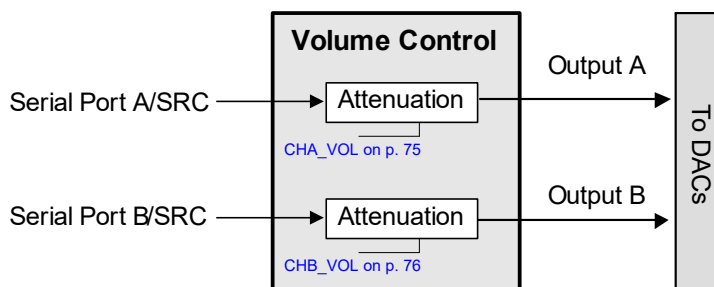 Volume Control
Serial Port A/SRC
Attenuation
CHA_VOL on p. 75
Output A
Serial Port B/SRC
Attenuation
CHB_VOL on p. 76
Output B
To DACs